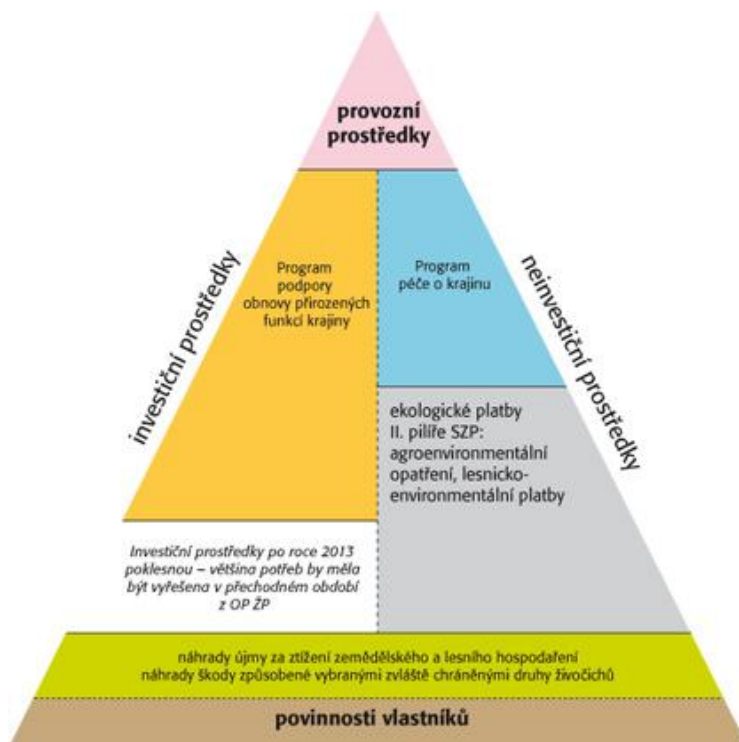 provozní
prostředky
investiční prostředky
neinvestiční prostředky
Program
podpory
obnovy přirozených
funkcí krajiny
Program
péče o krajinu
ekologické platby
II. pilíře SZP:
agroenvironmentální
opatření, lesnicko-
environmentální platby
Investiční prostředky po roce 2013
poklesnou – většina potřeb by měla
být vyřešena v přechodném období
z OP ŽP
náhrady újmy za ztížení zemědělského a lesního hospodaření
náhrady škody způsobené vybranými zvláště chráněnými druhy živočichů
povinnosti vlastníků